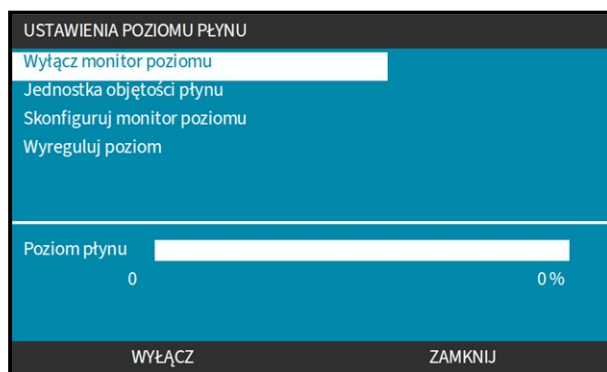 USTAWIENIA POZIOMU PŁYNU
Wyłącz monitor poziomu
Jednostka objętości płynu
Skonfiguruj monitor poziomu
Wyreguluj poziom
Poziom płynu
0 0 %
WYŁĄCZ ZAMKNIJ